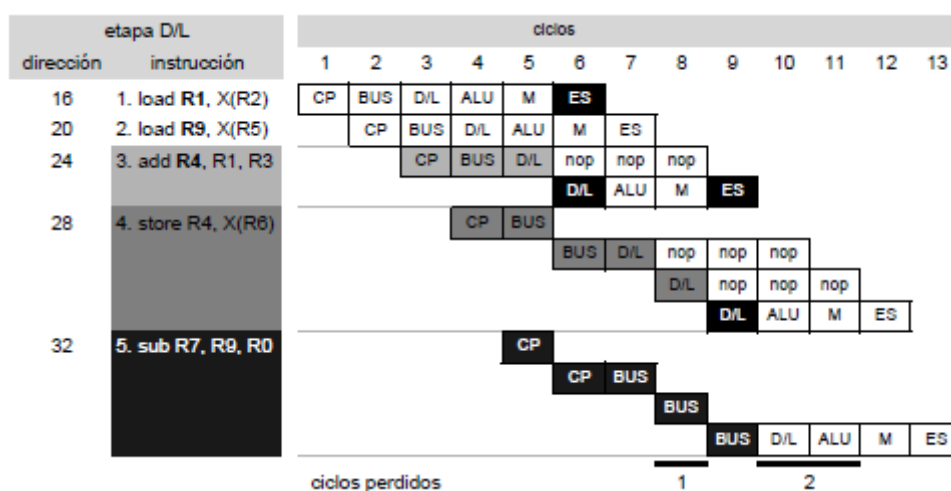 etapa D/L ciclos
dirección instrucción 1 2 3 4 5 6 7 8 9 10 11 12 13
16 1. load R1, X(R2) CP BUS D/L ALU M ES
20 2. load R9, X(R5) CP BUS D/L ALU M ES
24 3. add R4, R1, R3 CP BUS D/L nop nop nop
D/L ALU M ES
28 4. store R4, X(R6) CP BUS
BUS D/L nop nop nop
D/L nop nop nop
D/L ALU M ES
32 5. sub R7, R9, R0 CP
CP BUS
BUS
BUS D/L ALU M ES
ciclos perdidos 1 2